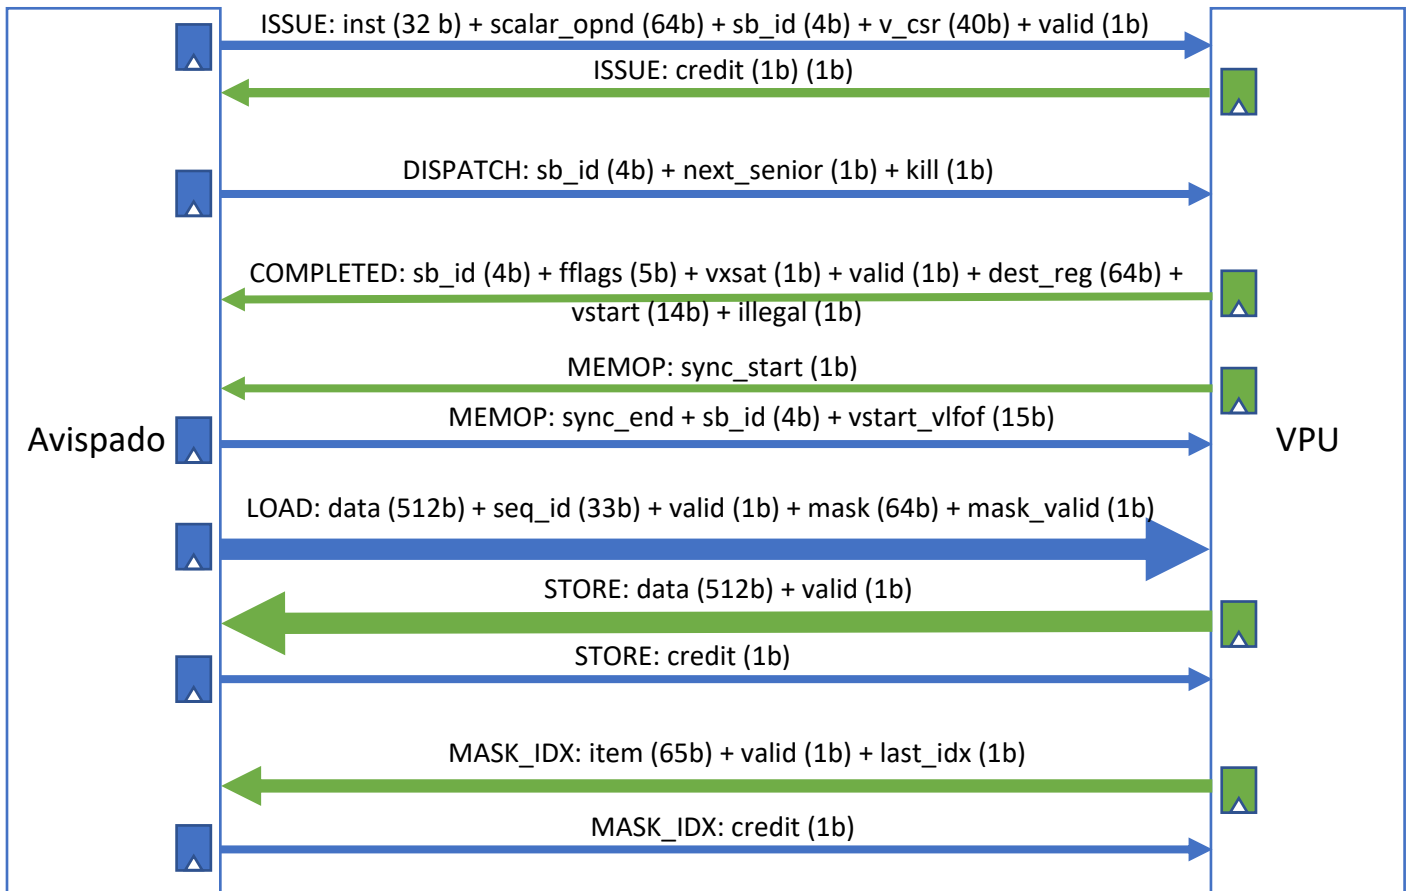 ISSUE: inst (32 b) + scalar_opnd (64b) + sb_id (4b) + v_csr (40b) + valid (1b)
ISSUE: credit (1b) (1b)
DISPATCH: sb_id (4b) + next_senior (1b) + kill (1b)
COMPLETED: sb_id (4b) + fflags (5b) + vxsat (1b) + valid (1b) + dest_reg (64b) +
vstart (14b) + illegal (1b)
MEMOP: sync_start (1b)
MEMOP: sync_end + sb_id (4b) + vstart_vlfof (15b)
Avispado
VPU
LOAD: data (512b) + seq_id (33b) + valid (1b) + mask (64b) + mask_valid (1b)
STORE: data (512b) + valid (1b)
STORE: credit (1b)
MASK_IDX: item (65b) + valid (1b) + last_idx (1b)
MASK_IDX: credit (1b)